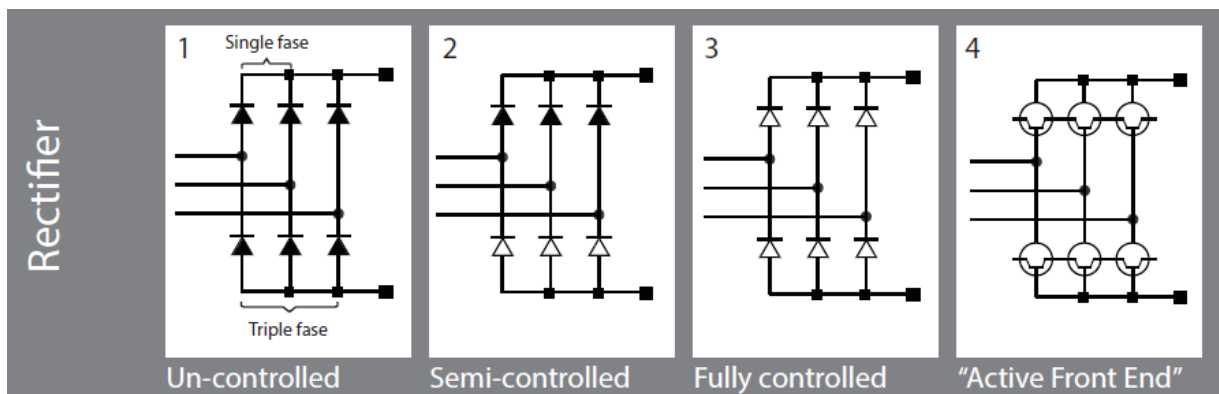 Rectifier
1
Single fase
Triple fase
Un-controlled
2
Semi-controlled
3
Fully controlled
4
“Active Front End”